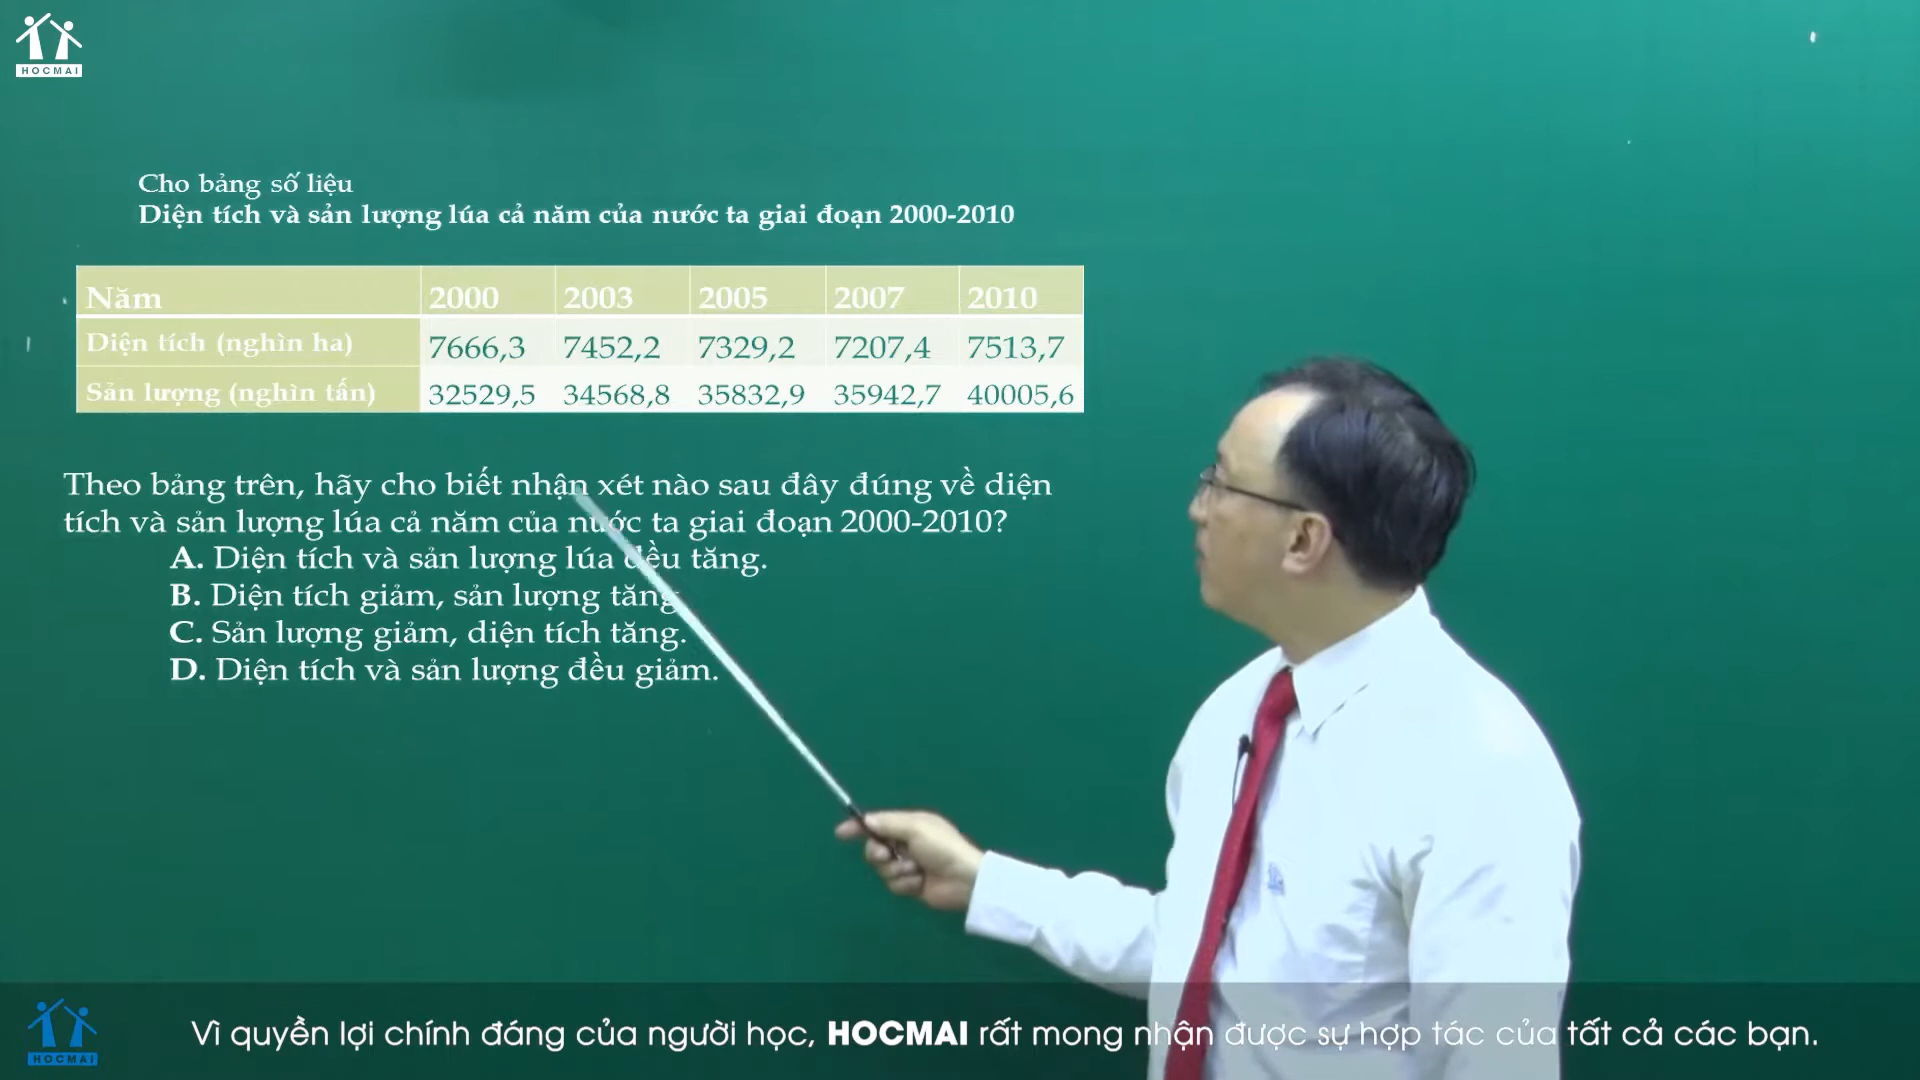 HOCMAI
Cho bảng số liệu
Diện tích và sản lượng lúa cả năm của nước ta giai đoạn 2000-2010
Năm 2000 2003 2005 2007 2010
Diện tích (nghìn ha) 7666,3 7452,2 7329,2 7207,4 7513,7
Sản lượng (nghìn tấn) 32529,5 34568,8 35832,9 35942,7 40005,6
Theo bảng trên, hãy cho biết nhận xét nào sau đây đúng về diện
tích và sản lượng lúa cả năm của nước ta giai đoạn 2000-2010?
A. Diện tích và sản lượng lúa đều tăng.
B. Diện tích giảm, sản lượng tăng.
C. Sản lượng giảm, diện tích tăng.
D. Diện tích và sản lượng đều giảm.
HOCMAI
Vì quyền lợi chính đáng của người học, HOCMAI rất mong nhận được sự hợp tác của tất cả các bạn.